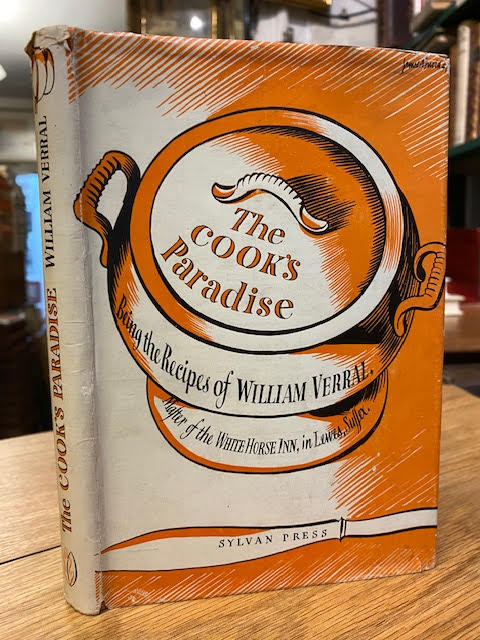 The COOK'S PARADISE WILLIAM VERRAL
The
COOK'S
Paradise
Being the Recipes of WILLIAM VERRAL,
Maſter of the WHITE HORSE INN, in Lewes, Suſſex.
SYLVAN PRESS